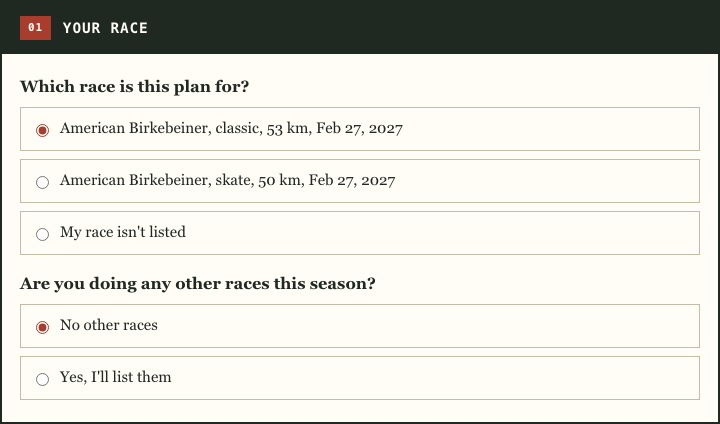 01 YOUR RACE
Which race is this plan for?
American Birkebeiner, classic, 53 km, Feb 27, 2027
American Birkebeiner, skate, 50 km, Feb 27, 2027
My race isn't listed
Are you doing any other races this season?
No other races
Yes, I'll list them